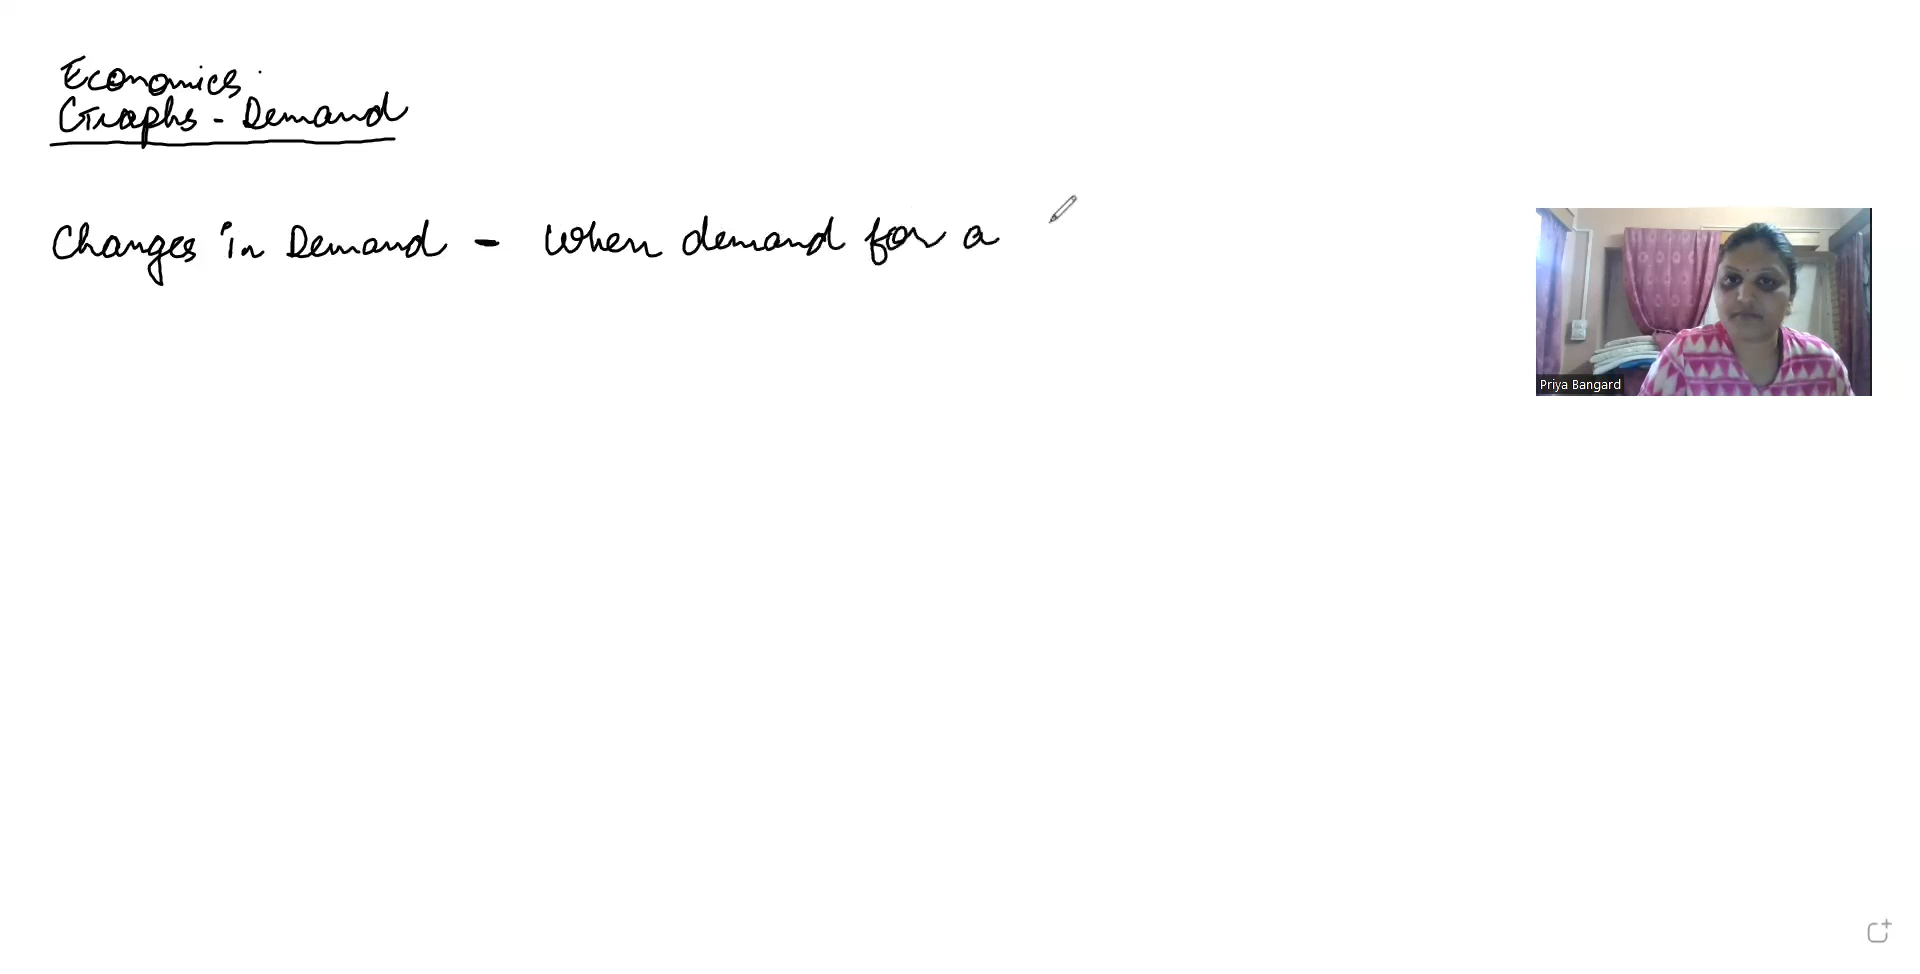 Economics.
Graphs - Demand
Changes in Demand - When demand for a
Priya Bangard